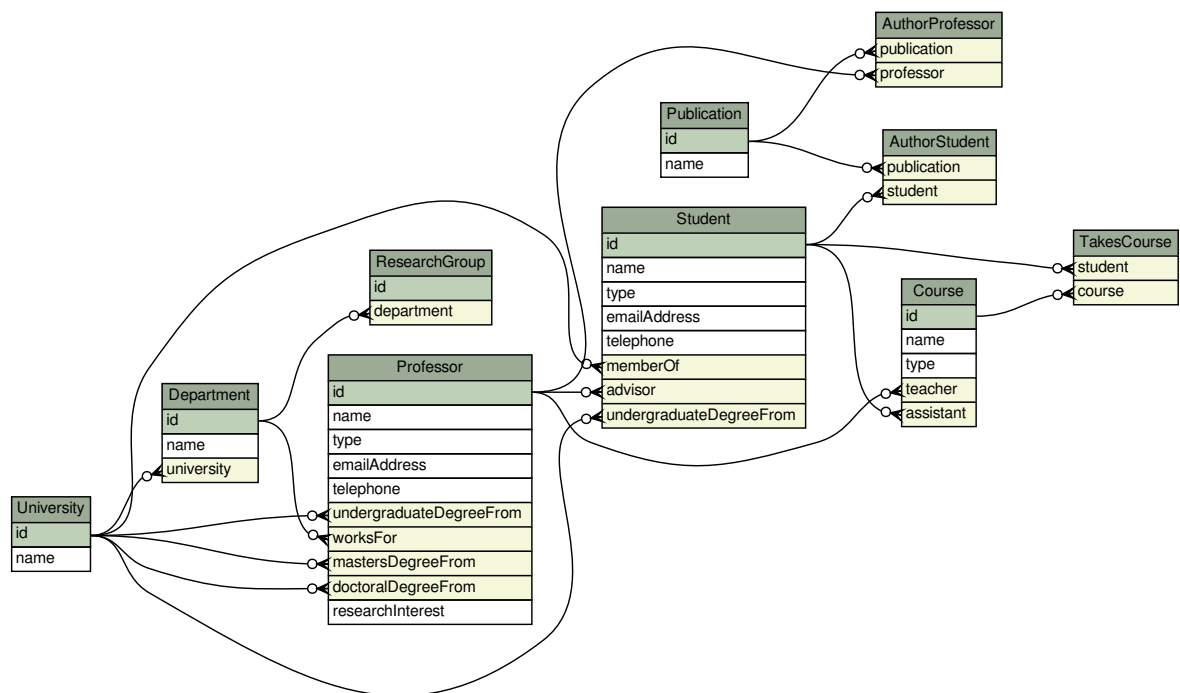 AuthorProfessor
publication
professor
Publication
id
name
AuthorStudent
publication
student
Student
id
name
type
emailAddress
telephone
memberOf
advisor
undergraduateDegreeFrom
TakesCourse
student
course
ResearchGroup
id
department
Course
id
name
type
teacher
assistant
Professor
id
name
type
emailAddress
telephone
undergraduateDegreeFrom
worksFor
mastersDegreeFrom
doctoralDegreeFrom
researchInterest
Department
id
name
university
University
id
name